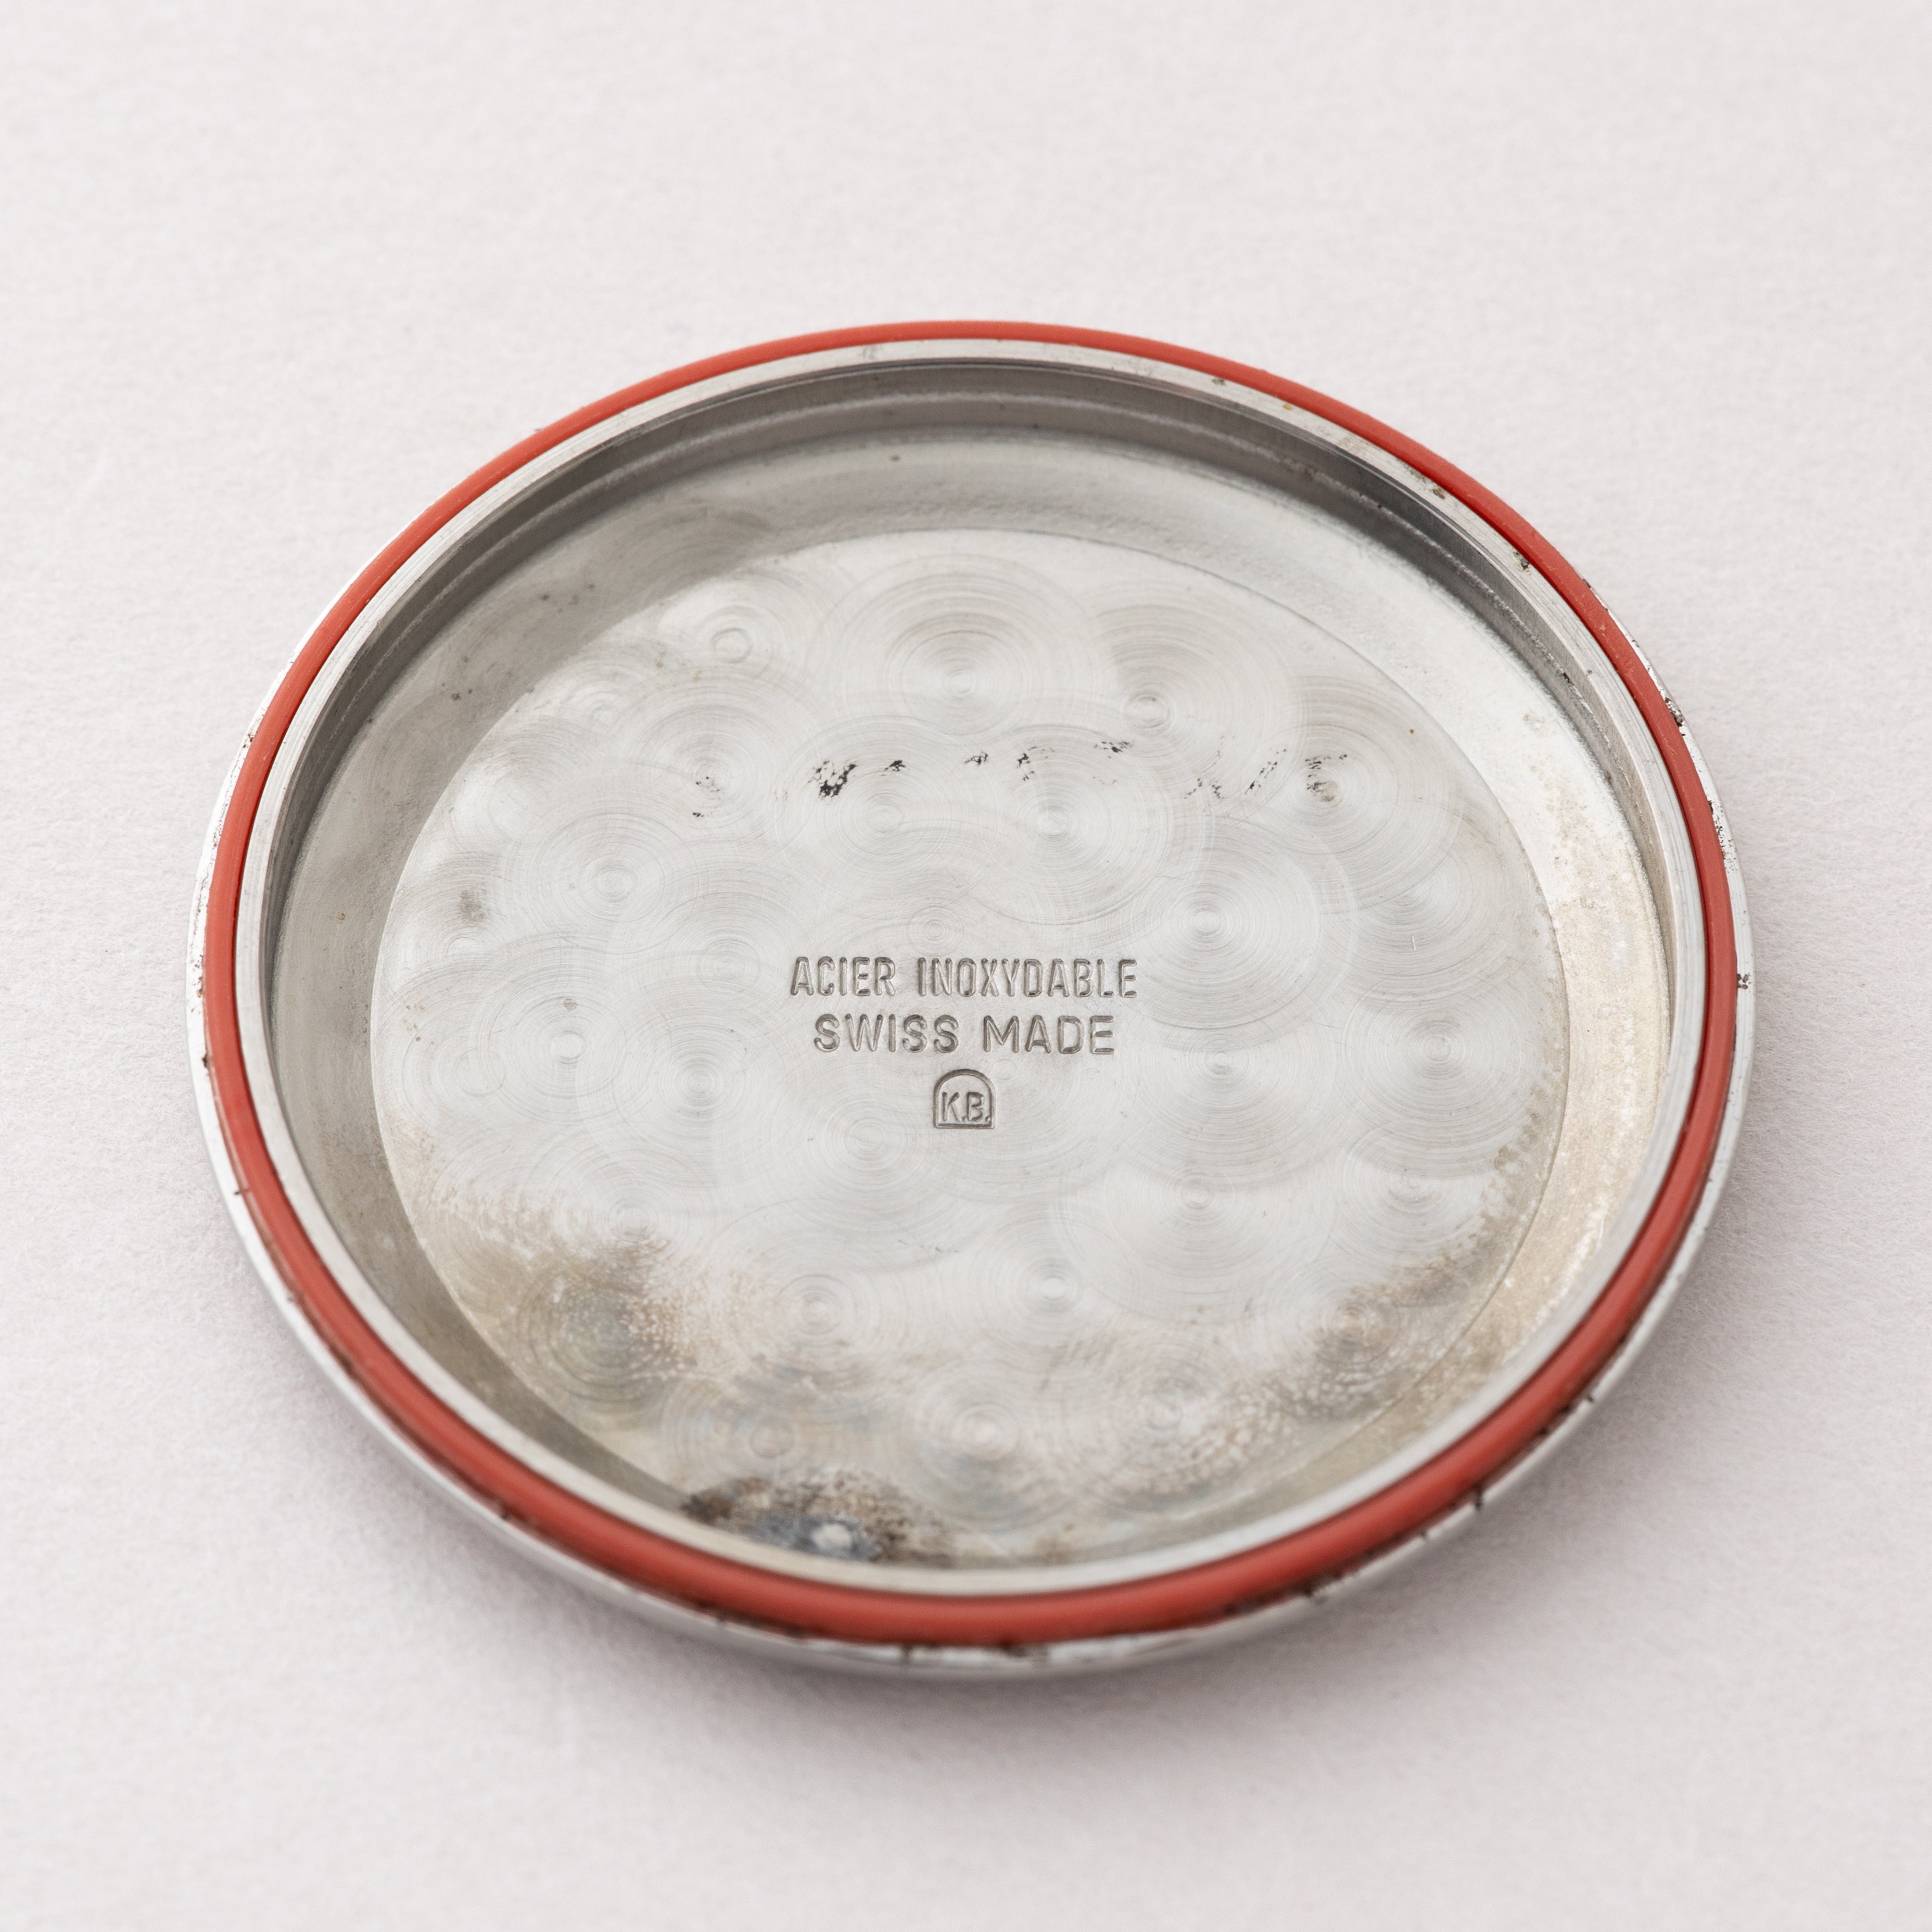 ACIER INOXYDABLE
SWISS MADE
K.B.